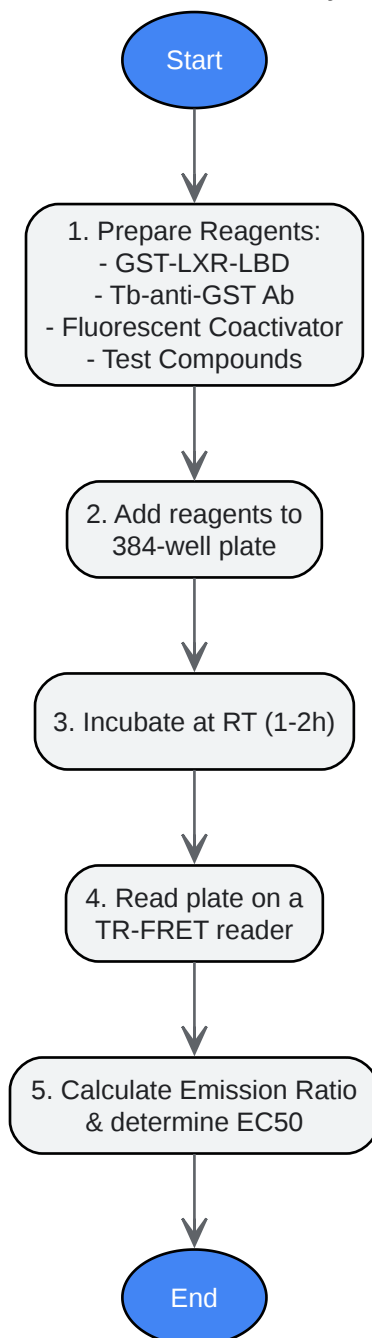 Start
1. Prepare Reagents:
- GST-LXR-LBD
- Tb-anti-GST Ab
- Fluorescent Coactivator
- Test Compounds
2. Add reagents to
384-well plate
3. Incubate at RT (1-2h)
4. Read plate on a
TR-FRET reader
5. Calculate Emission Ratio
& determine EC50
End